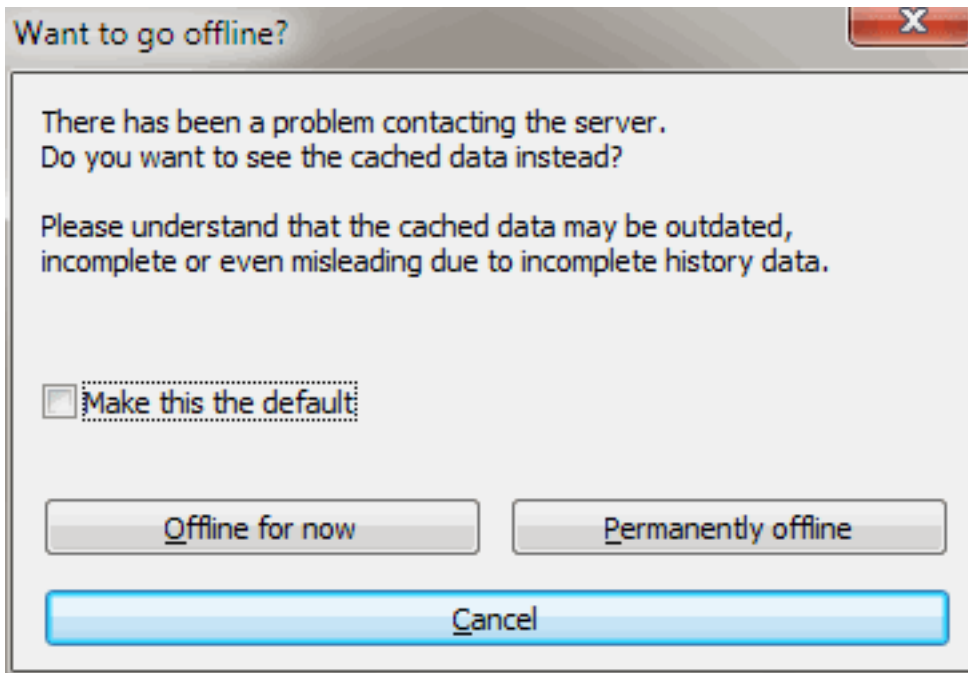 Want to go offline?
There has been a problem contacting the server.
Do you want to see the cached data instead?
Please understand that the cached data may be outdated,
incomplete or even misleading due to incomplete history data.
Make this the default
Offline for now
Permanently offline
Cancel